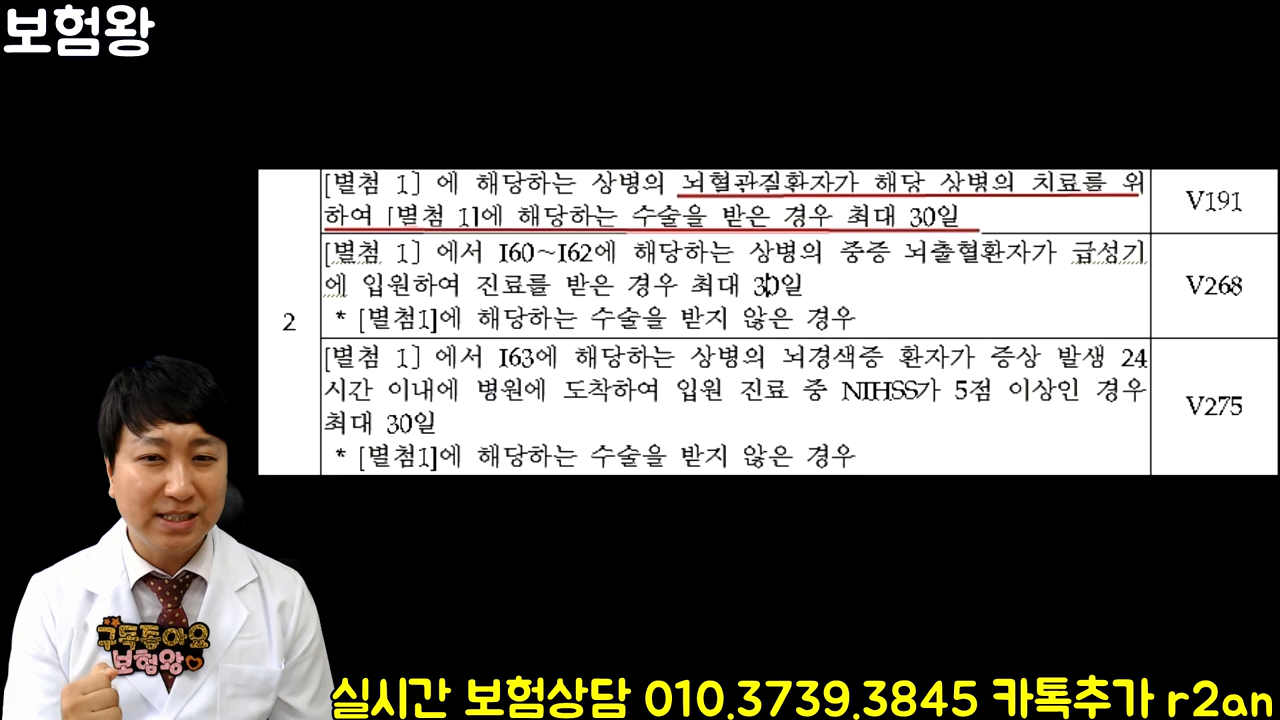 보험왕
[별첨 1] 에 해당하는 상병의 뇌혈관질환자가 해당 상병의 치료를 위
하여 [별첨 1]에 해당하는 수술을 받은 경우 최대 30일
V191
[별첨 1] 에서 I60~I62에 해당하는 상병의 중증 뇌출혈환자가 급성기
에 입원하여 진료를 받은 경우 최대 30일
* [별첨1]에 해당하는 수술을 받지 않은 경우
V268
2
[별첨 1] 에서 I63에 해당하는 상병의 뇌경색증 환자가 증상 발생 24
시간 이내에 병원에 도착하여 입원 진료 중 NIHSS가 5점 이상인 경우
최대 30일
* [별첨1]에 해당하는 수술을 받지 않은 경우
V275
구독좋아요
보험왕
실시간 보험상담 010.3739.3845 카톡추가 r2an